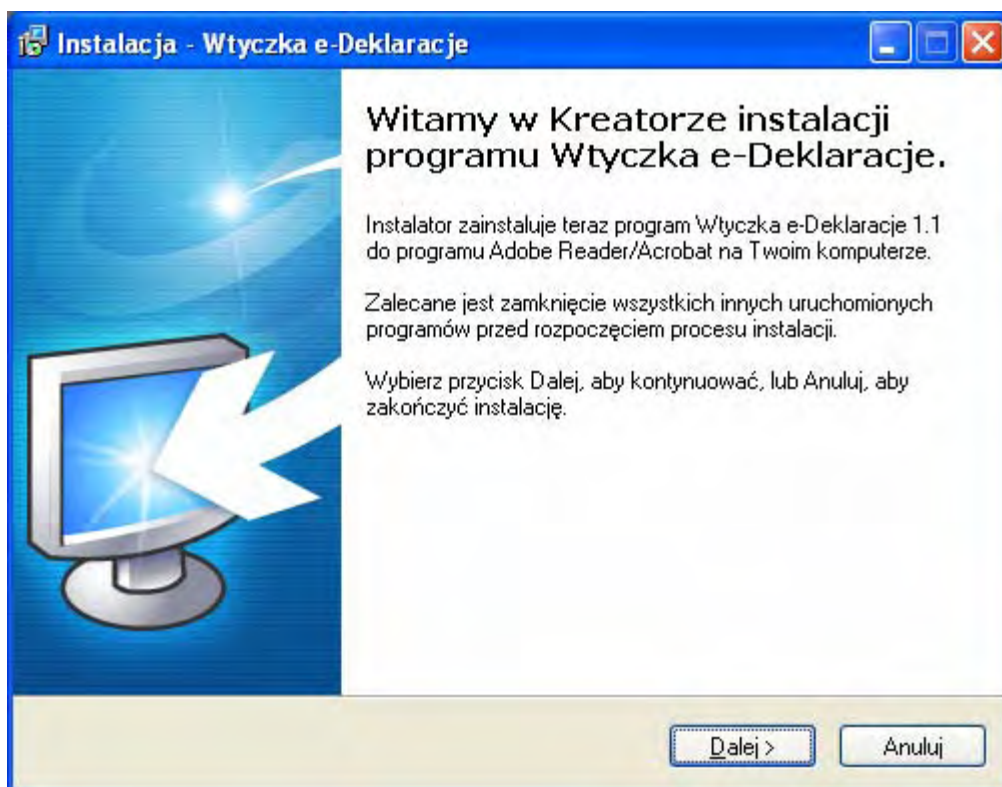 Instalacja - Wtyczka e-Deklaracje
Witamy w Kreatorze instalacji
programu Wtyczka e-Deklaracje.
Instalator zainstaluje teraz program Wtyczka e-Deklaracje 1.1
do programu Adobe Reader/Acrobat na Twoim komputerze.
Zalecane jest zamknięcie wszystkich innych uruchomionych
programów przed rozpoczęciem procesu instalacji.
Wybierz przycisk Dalej, aby kontynuować, lub Anuluj, aby
zakończyć instalację.
Dalej > Anuluj